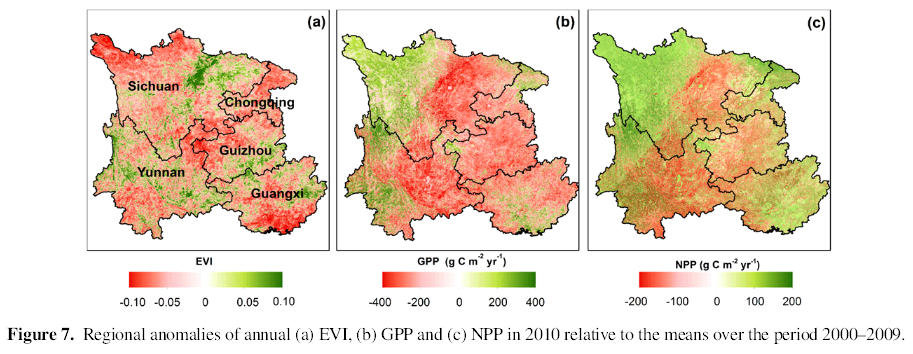 (a) (b) (c)
Sichuan
Chongqing
Guizhou
Yunnan
Guangxi
EVI GPP (g C m⁻² yr⁻¹) NPP (g C m⁻² yr⁻¹)
-0.10 -0.05 0 0.05 0.10 -400 -200 0 200 400 -200 -100 0 100 200
Figure 7. Regional anomalies of annual (a) EVI, (b) GPP and (c) NPP in 2010 relative to the means over the period 2000–2009.